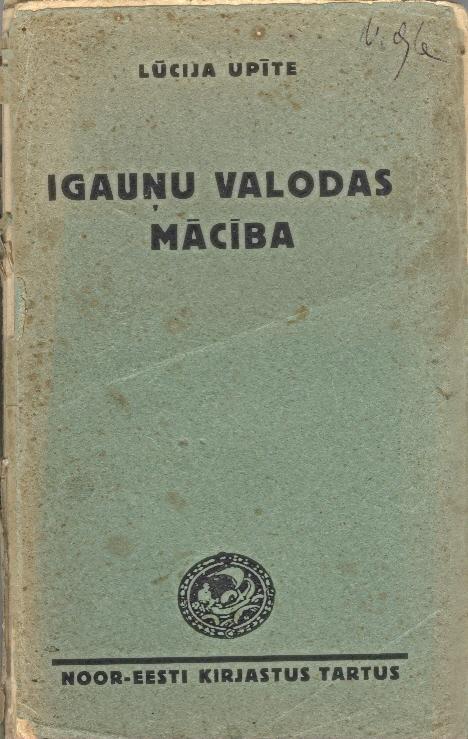 LŪCIJA UPĪTE
IGAUŅU VALODAS
MĀCĪBA
NOOR-EESTI KIRJASTUS TARTUS